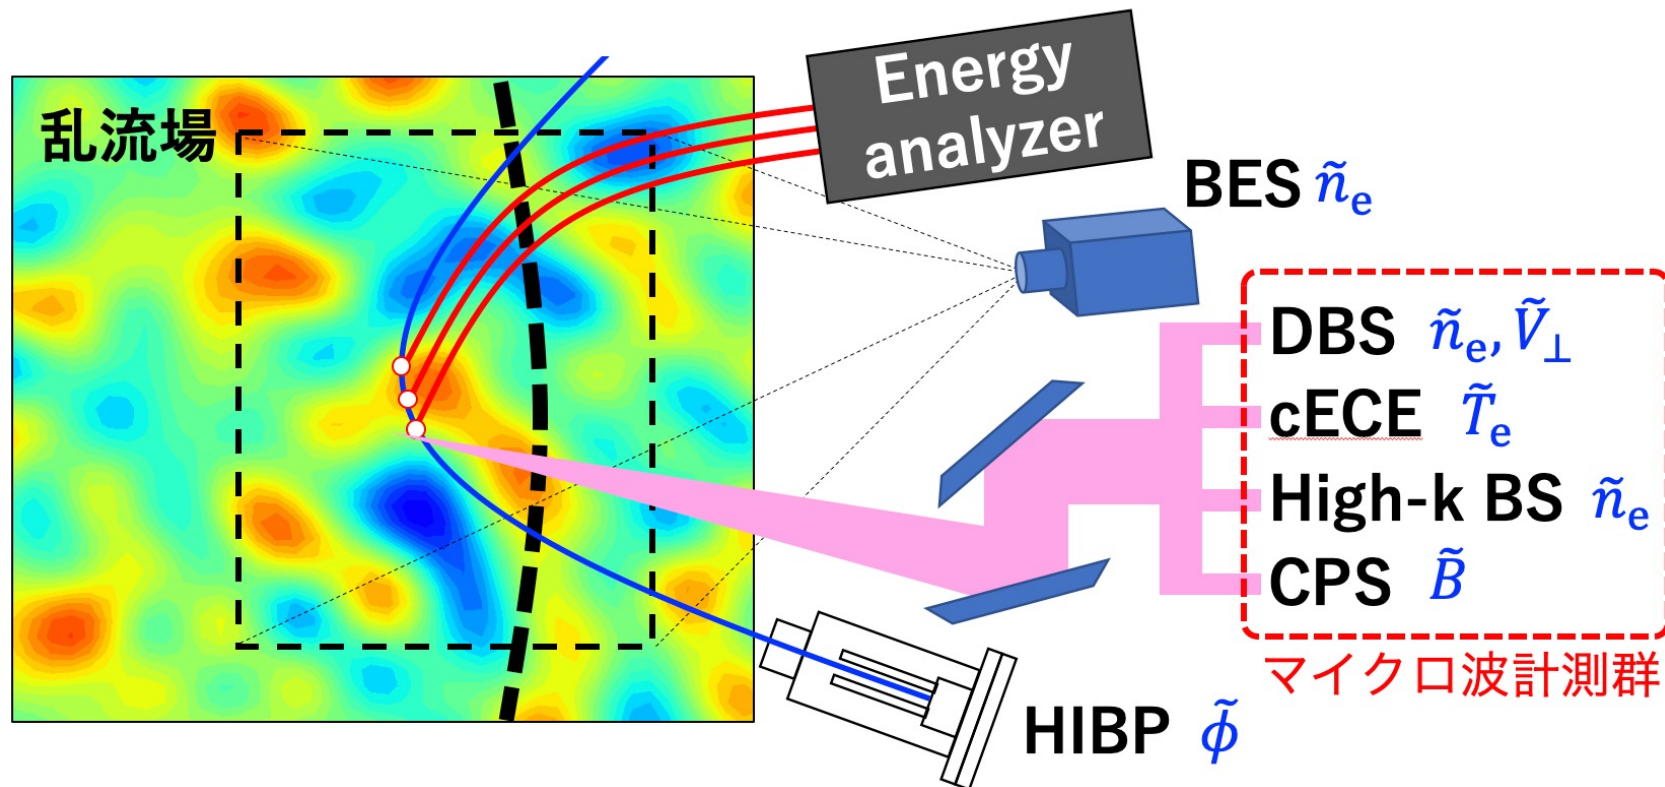 乱流場
Energy
analyzer
BES ñₑ
DBS ñₑ, Ṽ⊥
cECE T̃ₑ
High-k BS ñₑ
CPS B̃
マイクロ波計測群
HIBP ϕ̃